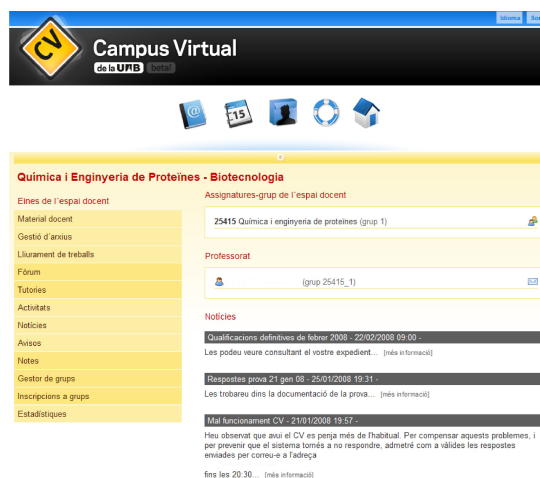 Idioma
CV
Campus Virtual
de la UAB beta!
@
15
Química i Enginyeria de Proteïnes - Biotecnologia
Eines de l´espai docent
Material docent
Gestió d´arxius
Lliurament de treballs
Fòrum
Tutories
Activitats
Notícies
Avisos
Notes
Gestor de grups
Inscripcions a grups
Estadístiques
Assignatures-grup de l´espai docent
25415 Química i enginyeria de proteïnes (grup 1)
Professorat
(grup 25415_1)
Notícies
Qualificacions definitives de febrer 2008 - 22/02/2008 09:00 -
Les podeu veure consultant el vostre expedient... [més informació]
Respostes prova 21 gen 08 - 25/01/2008 19:31 -
Les trobareu dins la documentació de la prova... [més informació]
Mal funcionament CV - 21/01/2008 19:57 -
Heu observat que avui el CV es penja més de l'habitual. Per compensar aquests problemes, i
per prevenir que el sistema tornés a no respondre, admetré com a vàlides les respostes
enviades per correu-e a l'adreça
fins les 20:30... [més informació]